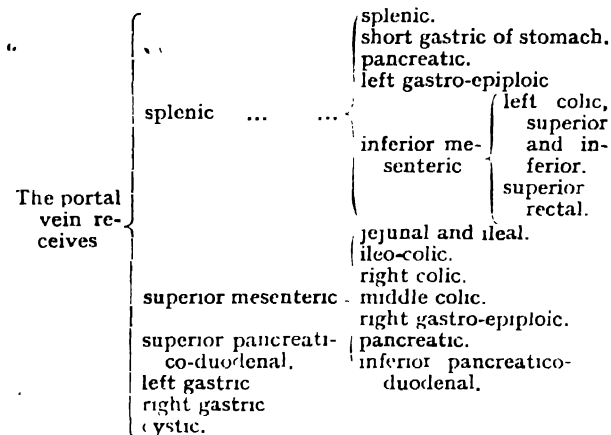 splenic.
short gastric of stomach.
pancreatic.
left gastro-epiploic
splenic ... ...
left colic,
superior
and in-
ferior.
inferior me-
senteric
superior
rectal.
The portal
vein re-
ceives
jejunal and ileal.
ileo-colic.
right colic.
superior mesenteric
middle colic.
right gastro-epiploic.
pancreatic.
inferior pancreatico-
duodenal.
superior pancreati-
co-duodenal.
left gastric
right gastric
cystic.